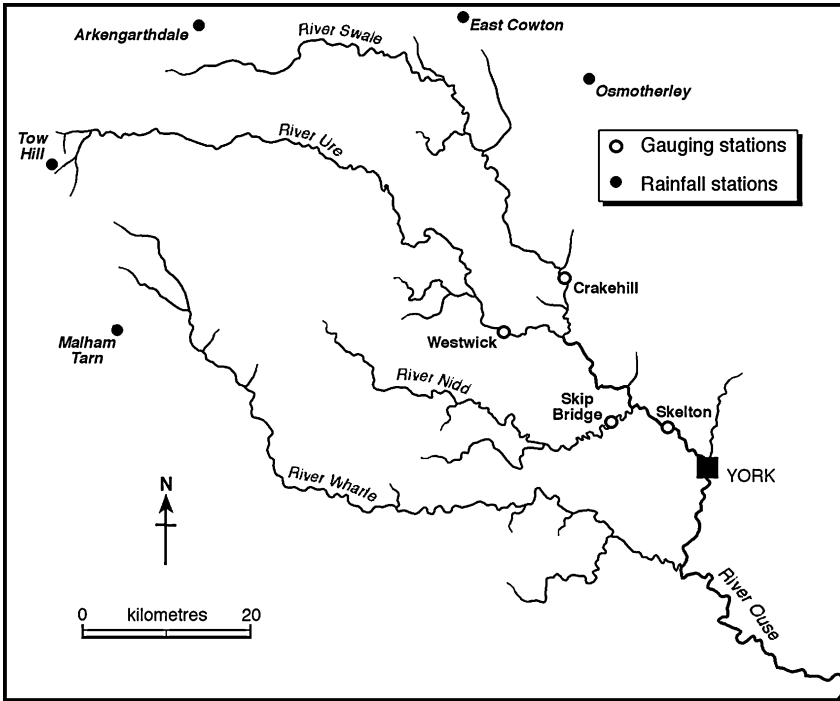 Arkengarthdale
River Swale
East Cowton
Osmotherley
Tow
Hill
River Ure
Gauging stations
Rainfall stations
Crakehill
Malham
Tarn
Westwick
River Nidd
Skip
Bridge
Skelton
YORK
River Wharfe
N
0 kilometres 20
River Ouse